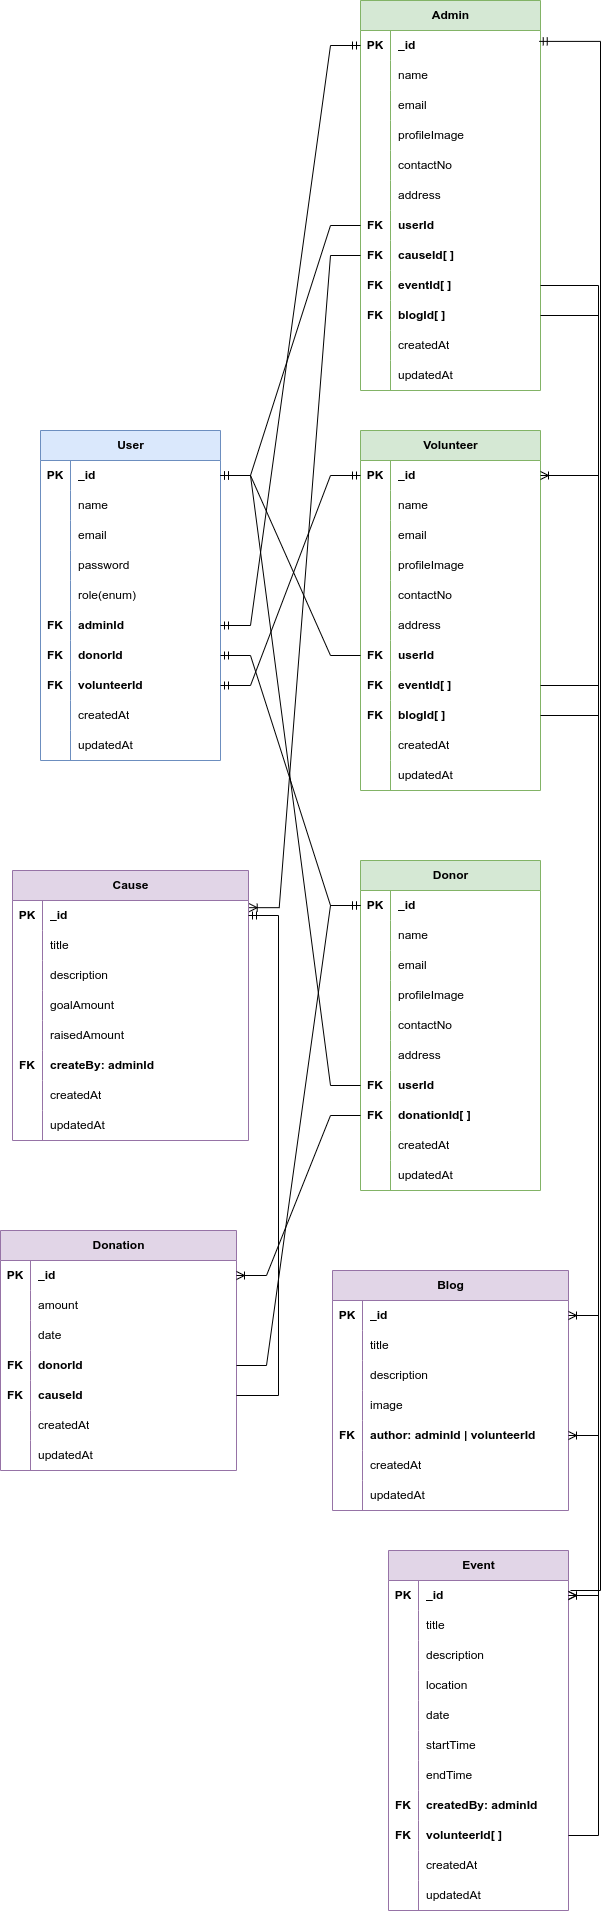 Admin
PK _id
name
email
profileImage
contactNo
address
FK userId
FK causeId[ ]
FK eventId[ ]
FK blogId[ ]
createdAt
updatedAt
User
PK _id
name
email
password
role(enum)
FK adminId
FK donorId
FK volunteerId
createdAt
updatedAt
Volunteer
PK _id
name
email
profileImage
contactNo
address
FK userId
FK eventId[ ]
FK blogId[ ]
createdAt
updatedAt
Cause
PK _id
title
description
goalAmount
raisedAmount
FK createBy: adminId
createdAt
updatedAt
Donor
PK _id
name
email
profileImage
contactNo
address
FK userId
FK donationId[ ]
createdAt
updatedAt
Donation
PK _id
amount
date
FK donorId
FK causeId
createdAt
updatedAt
Blog
PK _id
title
description
image
FK author: adminId | volunteerId
createdAt
updatedAt
Event
PK _id
title
description
location
date
startTime
endTime
FK createdBy: adminId
FK volunteerId[ ]
createdAt
updatedAt